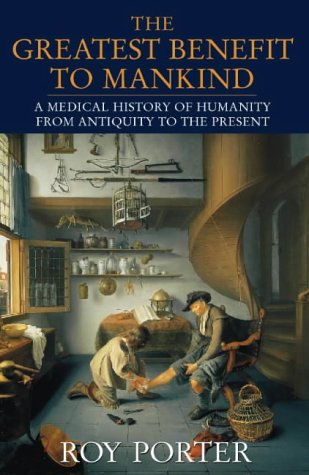 THE
GREATEST BENEFIT
TO MANKIND
A MEDICAL HISTORY OF HUMANITY
FROM ANTIQUITY TO THE PRESENT
ROY PORTER